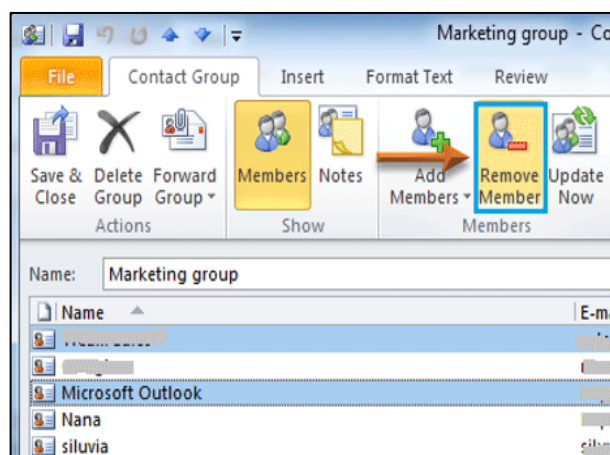 Marketing group - Co
File Contact Group Insert Format Text Review
Save & Close Delete Group Forward Group Members Notes Add Members Remove Member Update Now
Actions Show Members
Name: Marketing group
Name E-ma
Microsoft Outlook
Nana
siluvia